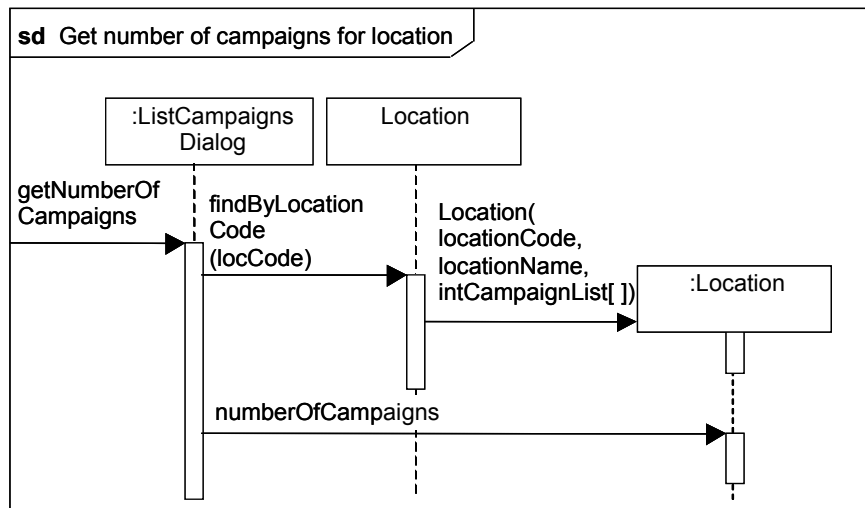 sd Get number of campaigns for location
:ListCampaigns
Dialog
Location
getNumberOf
Campaigns
findByLocation
Code
(locCode)
Location(
locationCode,
locationName,
intCampaignList[ ])
:Location
numberOfCampaigns